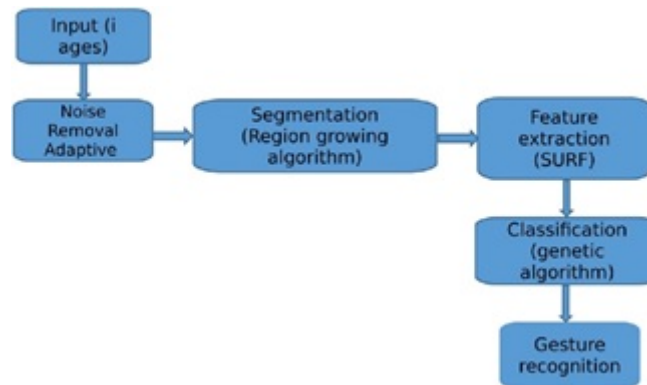 Input (i
ages)
Noise
Removal
Adaptive
Segmentation
(Region growing
algorithm)
Feature
extraction
(SURF)
Classification
(genetic
algorithm)
Gesture
recognition